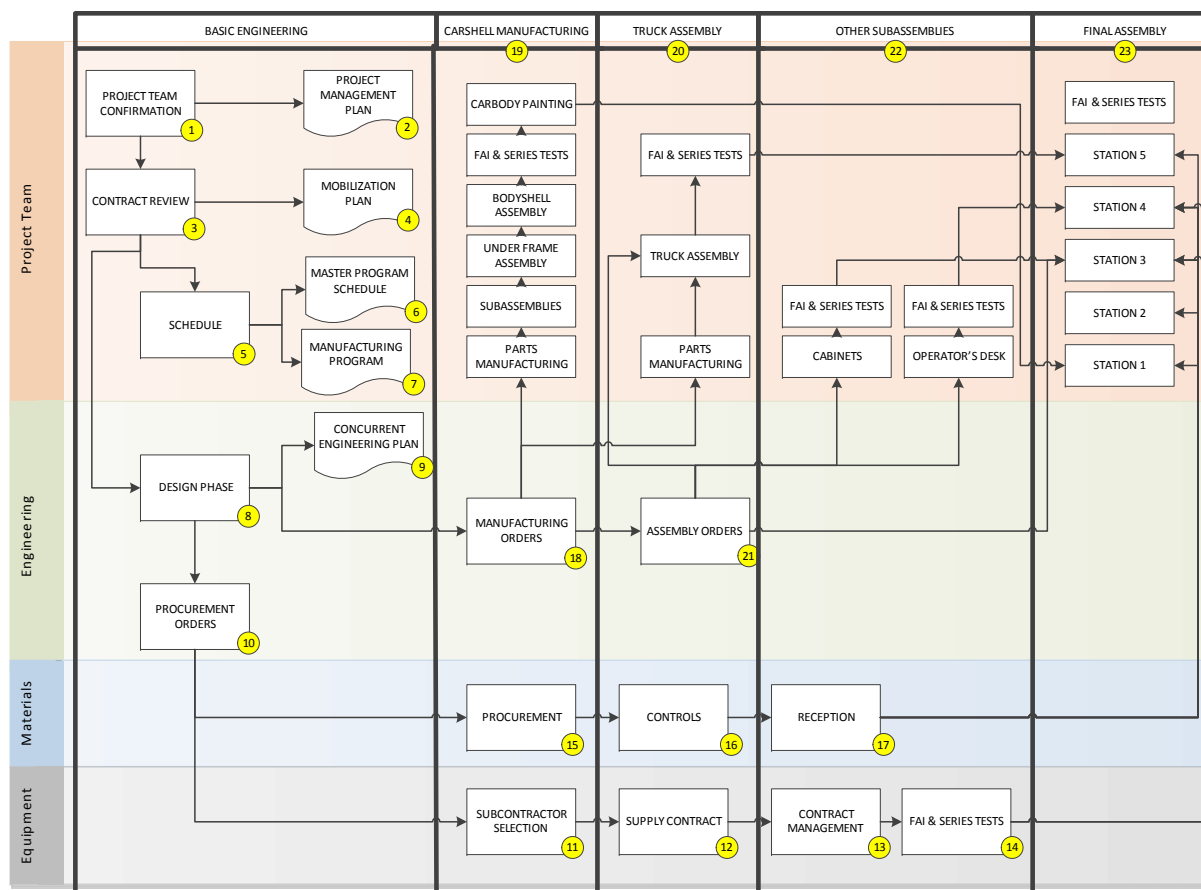 BASIC ENGINEERING
CARSHELL MANUFACTURING
TRUCK ASSEMBLY
OTHER SUBASSEMBLIES
FINAL ASSEMBLY
19
20
22
23
Project Team
PROJECT TEAM
CONFIRMATION
1
PROJECT
MANAGEMENT
PLAN
2
CONTRACT REVIEW
3
MOBILIZATION
PLAN
4
SCHEDULE
5
MASTER PROGRAM
SCHEDULE
6
MANUFACTURING
PROGRAM
7
CARBODY PAINTING
FAI & SERIES TESTS
BODYSHELL
ASSEMBLY
UNDER FRAME
ASSEMBLY
SUBASSEMBLIES
PARTS
MANUFACTURING
FAI & SERIES TESTS
TRUCK ASSEMBLY
PARTS
MANUFACTURING
FAI & SERIES TESTS
CABINETS
FAI & SERIES TESTS
OPERATOR'S DESK
FAI & SERIES TESTS
STATION 5
STATION 4
STATION 3
STATION 2
STATION 1
Engineering
CONCURRENT
ENGINEERING PLAN
9
DESIGN PHASE
8
PROCUREMENT
ORDERS
10
MANUFACTURING
ORDERS
18
ASSEMBLY ORDERS
21
Materials
PROCUREMENT
15
CONTROLS
16
RECEPTION
17
Equipment
SUBCONTRACTOR
SELECTION
11
SUPPLY CONTRACT
12
CONTRACT
MANAGEMENT
13
FAI & SERIES TESTS
14